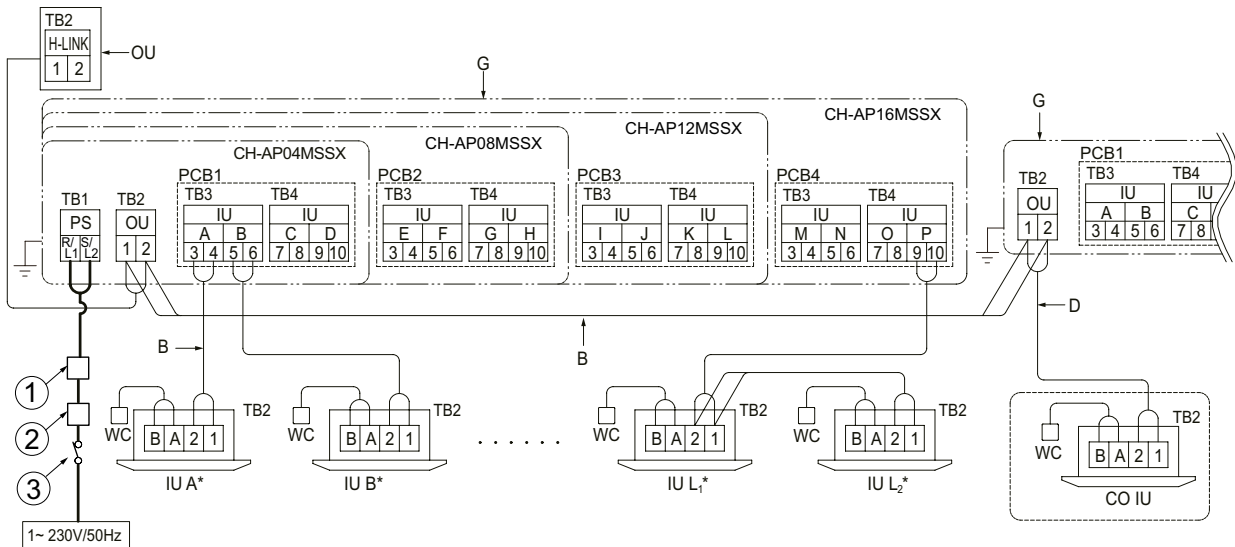 TB2
H-LINK
1 2
OU
G
CH-AP16MSSX
CH-AP12MSSX
CH-AP08MSSX
CH-AP04MSSX
G
TB1
PS
R/L1 S/L2
TB2
OU
1 2
PCB1
TB3 TB4
IU IU
A B C D
3 4 5 6 7 8 9 10
PCB2
TB3 TB4
IU IU
E F G H
3 4 5 6 7 8 9 10
PCB3
TB3 TB4
IU IU
I J K L
3 4 5 6 7 8 9 10
PCB4
TB3 TB4
IU IU
M N O P
3 4 5 6 7 8 9 10
TB2
OU
1 2
PCB1
TB3 TB4
IU IU
A B C
3 4 5 6 7 8
B
B
D
1
2
3
1~ 230V/50Hz
WC
B A 2 1
TB2
IU A*
WC
B A 2 1
TB2
IU B*
. . . . . .
WC
B A 2 1
TB2
IU L1*
WC
B A 2 1
TB2
IU L2*
WC
B A 2 1
TB2
CO IU